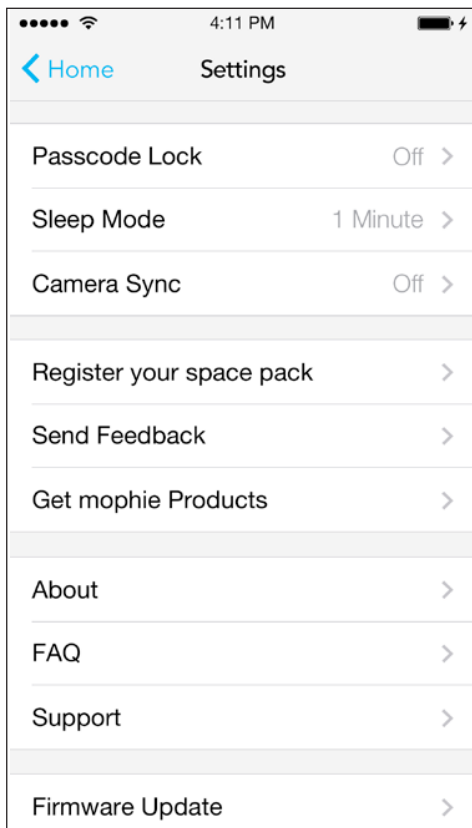 4:11 PM
Home Settings
Passcode Lock Off
Sleep Mode 1 Minute
Camera Sync Off
Register your space pack
Send Feedback
Get mophie Products
About
FAQ
Support
Firmware Update